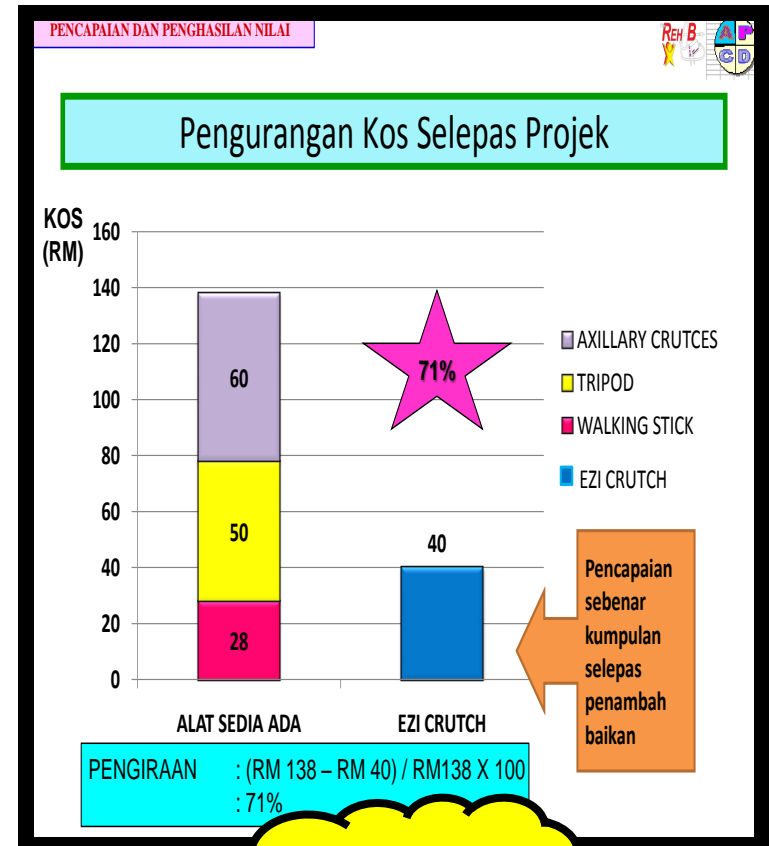 PENCAPAIAN DAN PENGHASILAN NILAI
REH B
A P
C D
Pengurangan Kos Selepas Projek
KOS
(RM)
160
140
120
100
80
60
40
20
0
60
50
28
71%
40
AXILLARY CRUTCES
TRIPOD
WALKING STICK
EZI CRUTCH
Pencapaian
sebenar
kumpulan
selepas
penambah
baikan
ALAT SEDIA ADA
EZI CRUTCH
PENGIRAAN : (RM 138 – RM 40) / RM138 X 100
: 71%